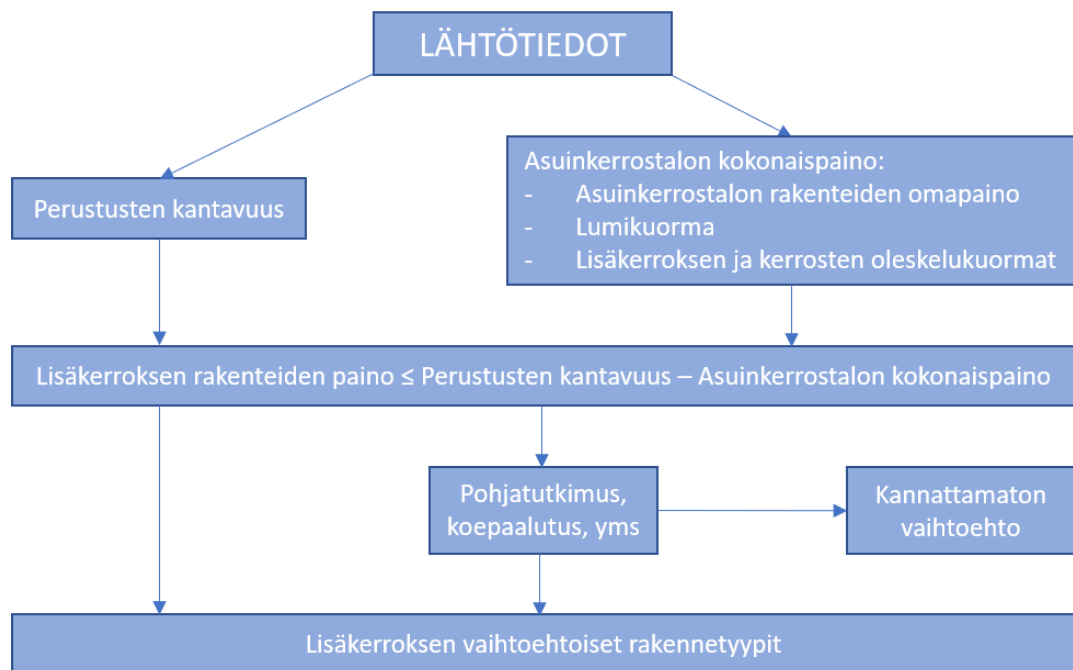 LÄHTÖTIEDOT
Perustusten kantavuus
Asuinkerrostalon kokonaispaino:
- Asuinkerrostalon rakenteiden omapaino
- Lumikuorma
- Lisäkerroksen ja kerrosten oleskelukuormat
Lisäkerroksen rakenteiden paino ≤ Perustusten kantavuus – Asuinkerrostalon kokonaispaino
Pohjatutkimus,
koepaalutus, yms
Kannattamaton
vaihtoehto
Lisäkerroksen vaihtoehtoiset rakennetyypit